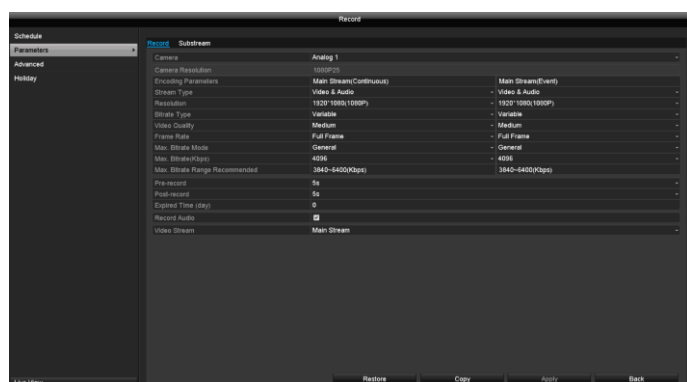 Record
Schedule
Parameters
Advanced
Holiday
Record Substream
Camera Analog 1
Camera Resolution 1080P25
Encoding Parameters Main Stream(Continuous) Main Stream(Event)
Stream Type Video & Audio Video & Audio
Resolution 1920*1080(1080P) 1920*1080(1080P)
Bitrate Type Variable Variable
Video Quality Medium Medium
Frame Rate Full Frame Full Frame
Max. Bitrate Mode General General
Max. Bitrate(Kbps) 4096 4096
Max. Bitrate Range Recommended 3840~6400(Kbps) 3840~6400(Kbps)
Pre-record 5s
Post-record 5s
Expired Time (day) 0
Record Audio
Video Stream Main Stream
Live View
Restore Copy Apply Back